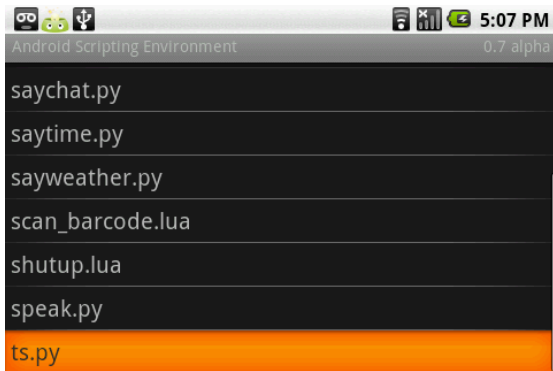 5:07 PM
Android Scripting Environment 0.7 alpha
saychat.py
saytime.py
sayweather.py
scan_barcode.lua
shutup.lua
speak.py
ts.py